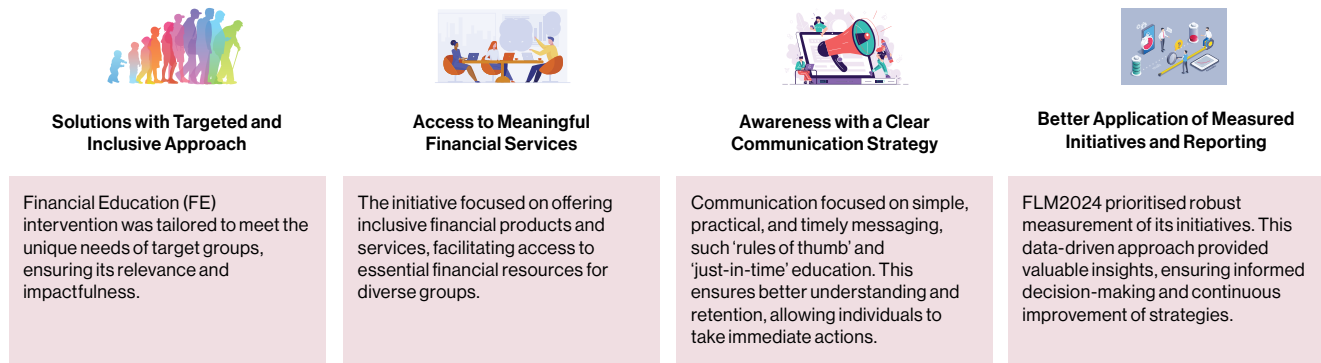 Solutions with Targeted and
Inclusive Approach
Financial Education (FE)
intervention was tailored to meet the
unique needs of target groups,
ensuring its relevance and
impactfulness.
Access to Meaningful
Financial Services
The initiative focused on offering
inclusive financial products and
services, facilitating access to
essential financial resources for
diverse groups.
Awareness with a Clear
Communication Strategy
Communication focused on simple,
practical, and timely messaging,
such ‘rules of thumb’ and
‘just-in-time’ education. This
ensures better understanding and
retention, allowing individuals to
take immediate actions.
Better Application of Measured
Initiatives and Reporting
FLM2024 prioritised robust
measurement of its initiatives. This
data-driven approach provided
valuable insights, ensuring informed
decision-making and continuous
improvement of strategies.